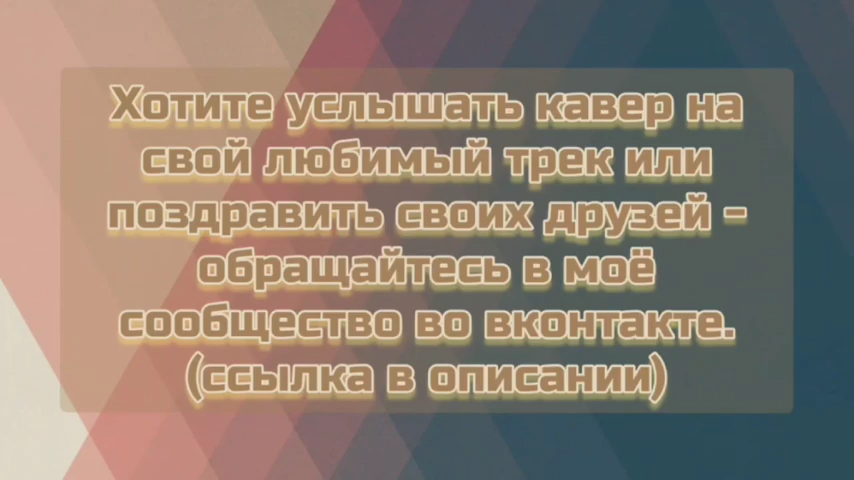 Хотите услышать кавер на
свой любимый трек или
поздравить своих друзей -
обращайтесь в моё
сообщество во вконтакте.
(ссылка в описании)